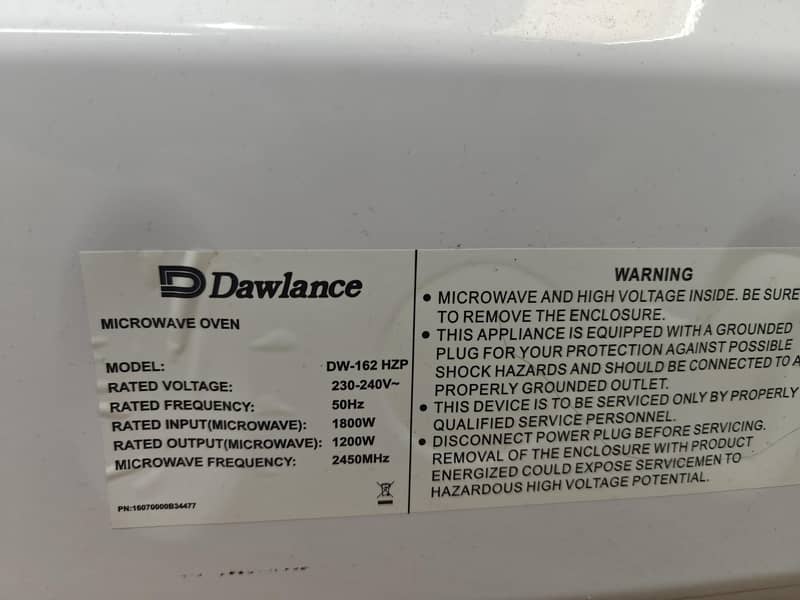 Dawlance
MICROWAVE OVEN
MODEL: DW-162 HZP
RATED VOLTAGE: 230-240V~
RATED FREQUENCY: 50Hz
RATED INPUT(MICROWAVE): 1800W
RATED OUTPUT(MICROWAVE): 1200W
MICROWAVE FREQUENCY: 2450MHz
PN:16070000B34477
WARNING
● MICROWAVE AND HIGH VOLTAGE INSIDE. BE SURE
TO REMOVE THE ENCLOSURE.
● THIS APPLIANCE IS EQUIPPED WITH A GROUNDED
PLUG FOR YOUR PROTECTION AGAINST POSSIBLE
SHOCK HAZARDS AND SHOULD BE CONNECTED TO A
PROPERLY GROUNDED OUTLET.
● THIS DEVICE IS TO BE SERVICED ONLY BY PROPERLY
QUALIFIED SERVICE PERSONNEL.
● DISCONNECT POWER PLUG BEFORE SERVICING.
REMOVAL OF THE ENCLOSURE WITH PRODUCT
ENERGIZED COULD EXPOSE SERVICEMEN TO
HAZARDOUS HIGH VOLTAGE POTENTIAL.